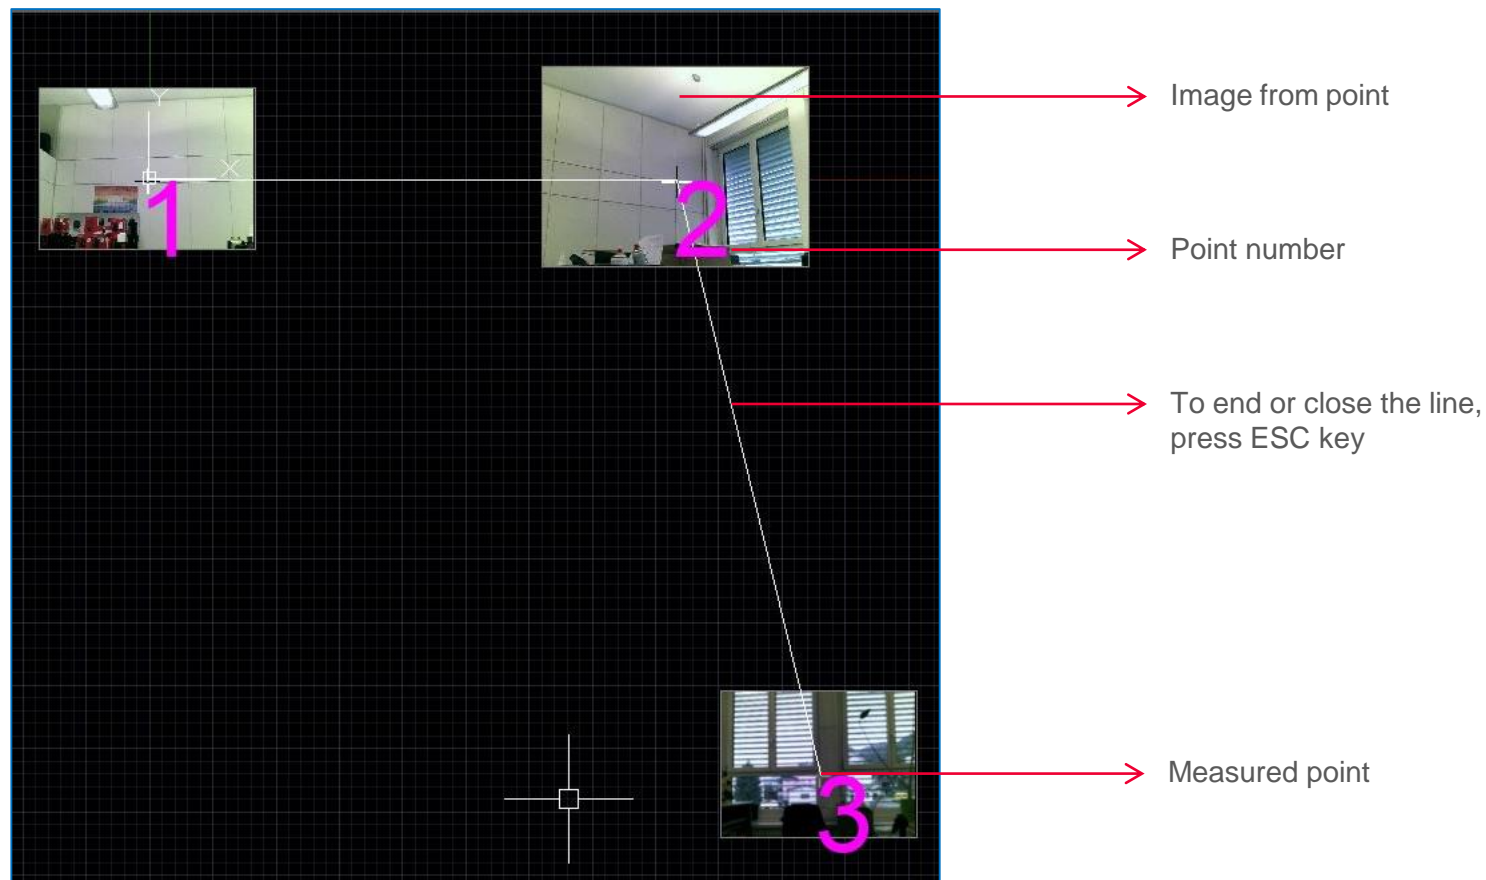 Image from point
Y
X
1
2
Point number
To end or close the line,
press ESC key
Measured point
3